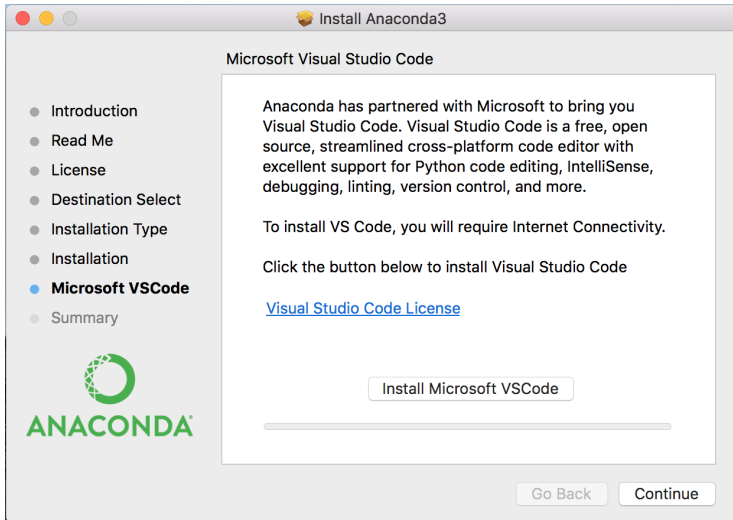 Install Anaconda3
Microsoft Visual Studio Code
Introduction
Read Me
License
Destination Select
Installation Type
Installation
Microsoft VSCode
Summary
ANACONDA
Anaconda has partnered with Microsoft to bring you
Visual Studio Code. Visual Studio Code is a free, open
source, streamlined cross-platform code editor with
excellent support for Python code editing, IntelliSense,
debugging, linting, version control, and more.
To install VS Code, you will require Internet Connectivity.
Click the button below to install Visual Studio Code
Visual Studio Code License
Install Microsoft VSCode
Go Back
Continue